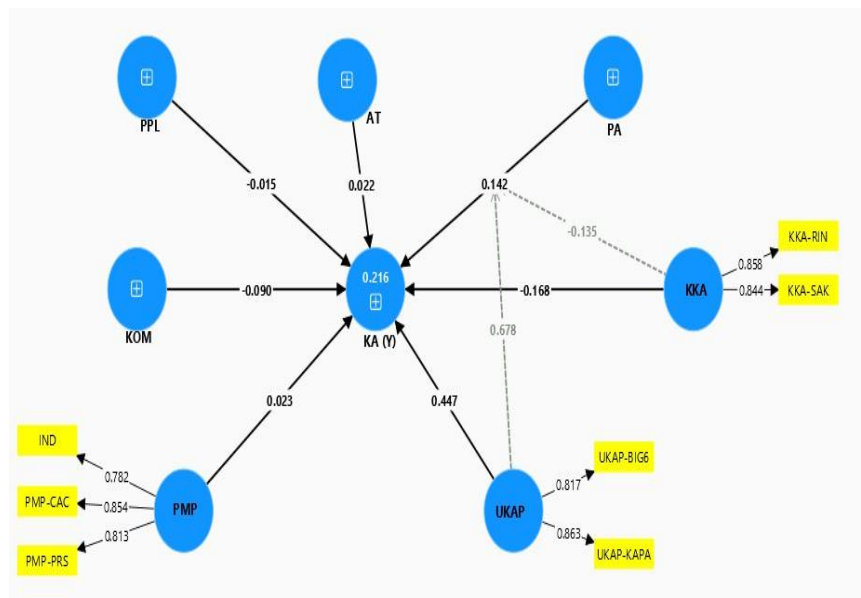 PPL
AT
PA
-0.015
0.022
0.142
-0.135
KKA-RIN
0.858
KKA
0.844
KKA-SAK
0.216
KA (Y)
-0.090
KOM
-0.168
0.678
0.023
0.447
IND
0.782
PMP-CAC
0.854
PMP
0.813
PMP-PRS
UKAP
0.817
UKAP-BIG6
0.863
UKAP-KAPA